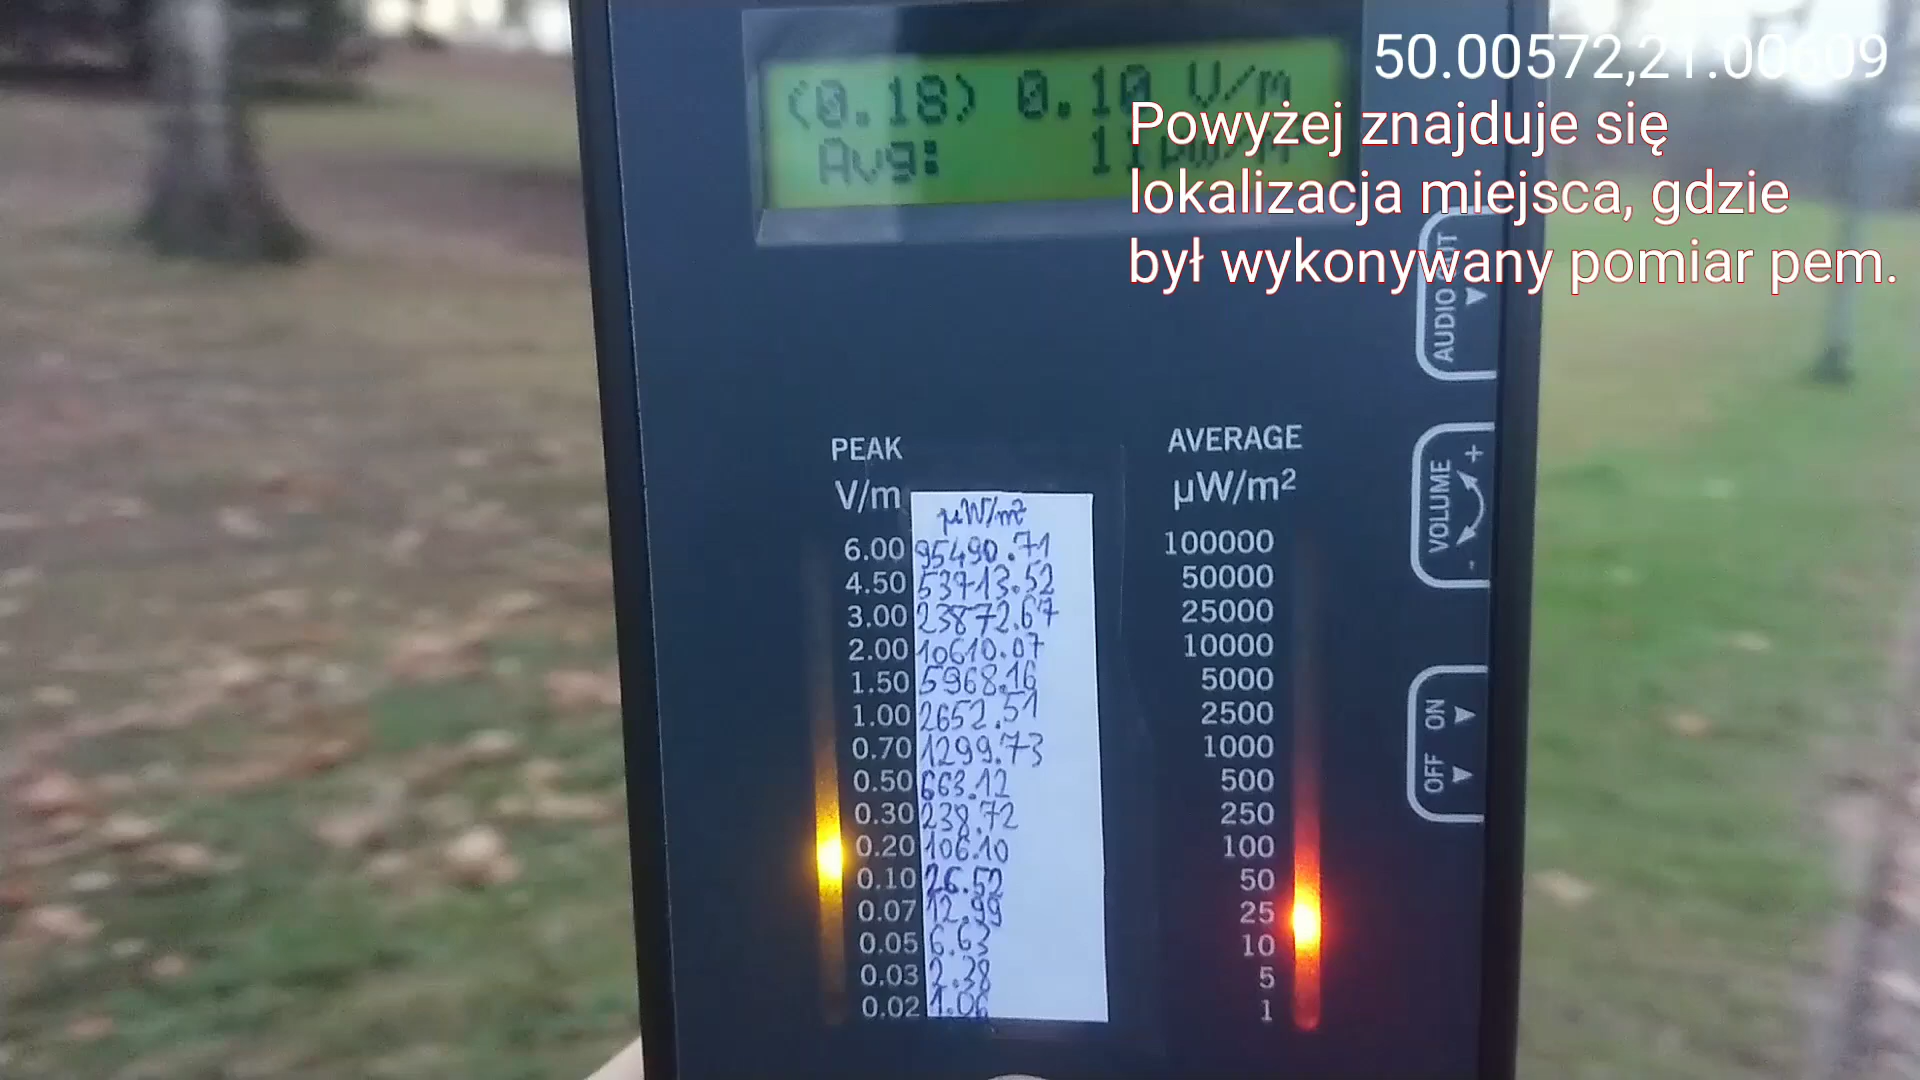 50.00572,21.00609
Powyżej znajduje się
lokalizacja miejsca, gdzie
był wykonywany pomiar pem.
(0.18) 0.10 V/m
Avg: 11
AUDIO OUT
PEAK
V/m
AVERAGE
µW/m²
µW/m²
6.00 95490.71
4.50 53713.52
3.00 23872.67
2.00 10610.07
1.50 5968.16
1.00 2652.51
0.70 1299.73
0.50 663.12
0.30 238.72
0.20 106.10
0.10 26.52
0.07 12.99
0.05 6.63
0.03 2.38
0.02 1.06
100000
50000
25000
10000
5000
2500
1000
500
250
100
50
25
10
5
1
VOLUME
- +
OFF ON